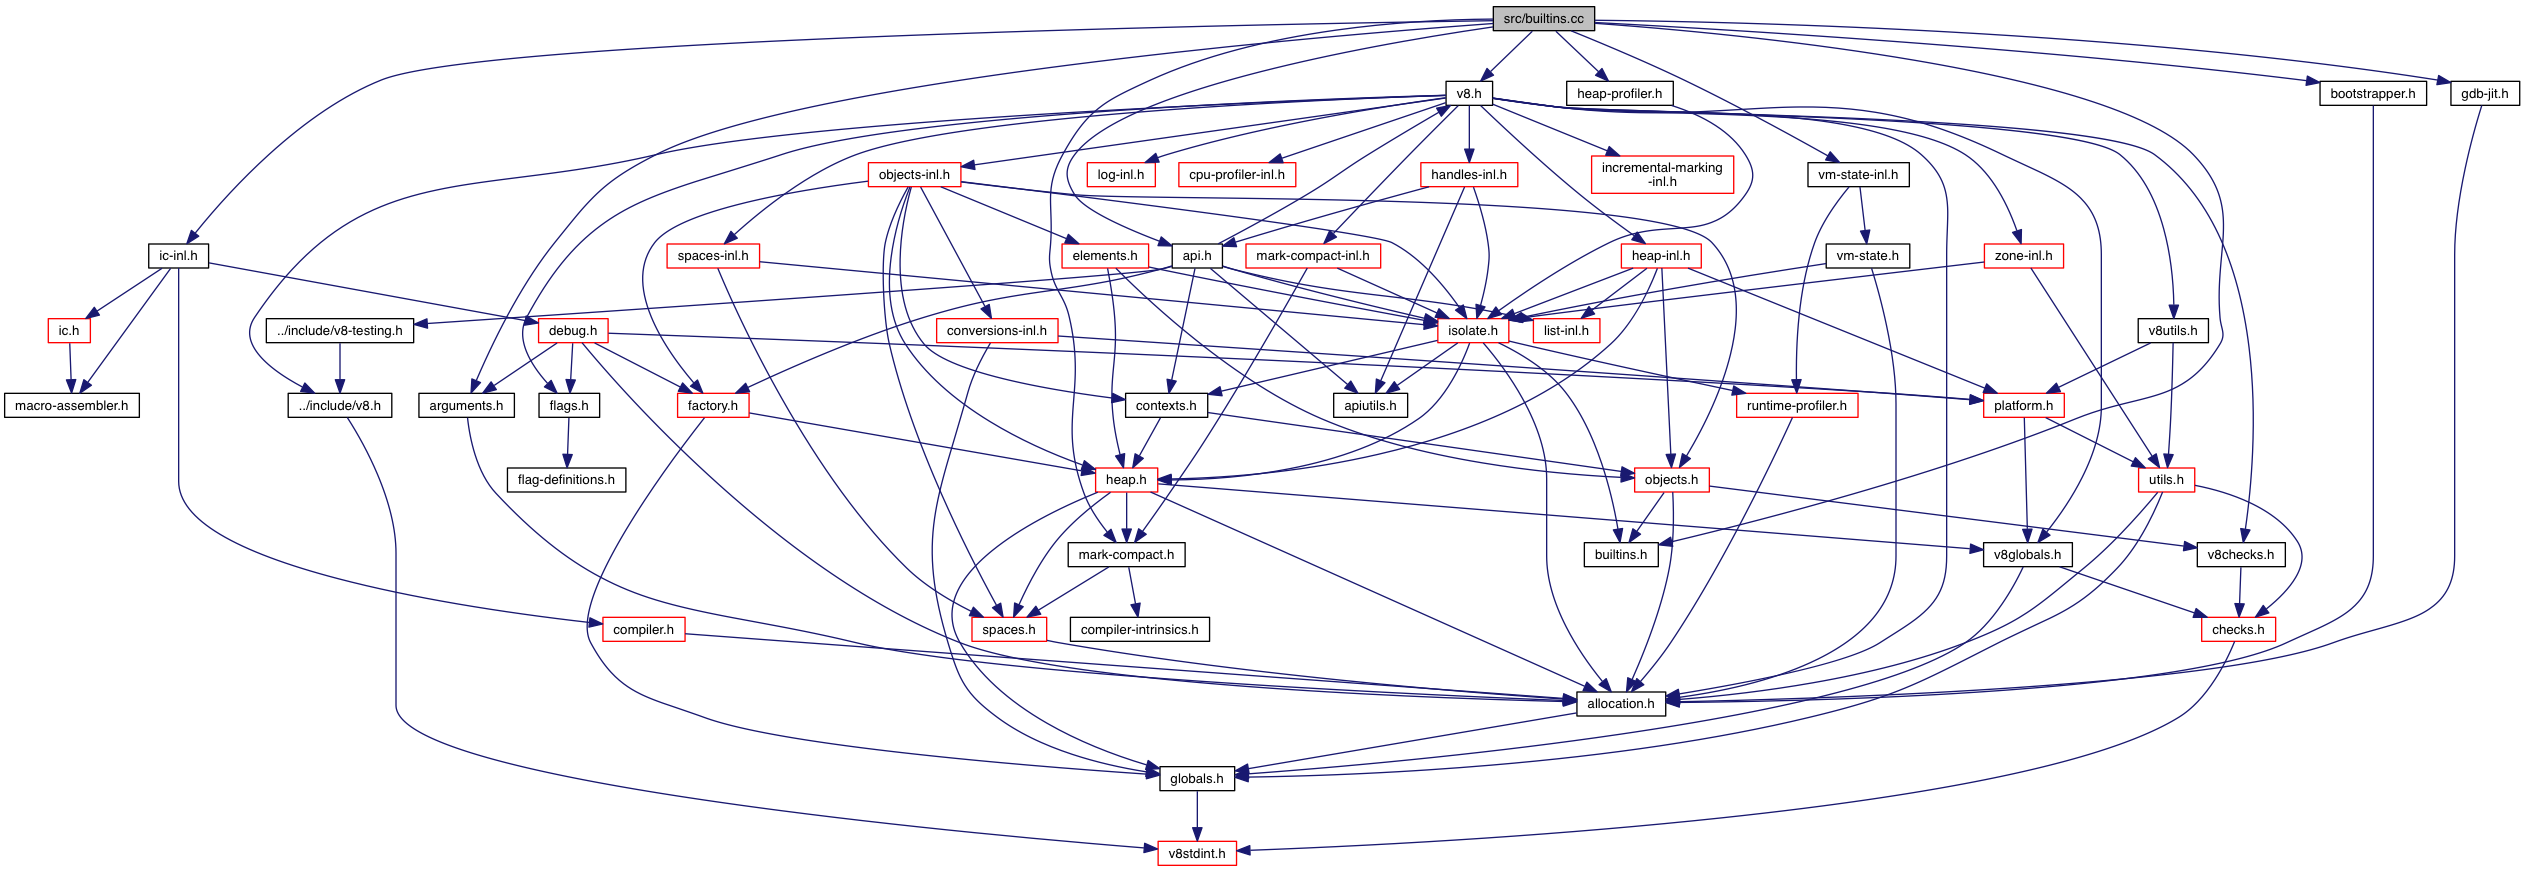 src/builtins.cc
v8.h
heap-profiler.h
bootstrapper.h
gdb-jit.h
objects-inl.h
log-inl.h
cpu-profiler-inl.h
handles-inl.h
incremental-marking
-inl.h
vm-state-inl.h
ic-inl.h
spaces-inl.h
elements.h
api.h
mark-compact-inl.h
heap-inl.h
vm-state.h
zone-inl.h
ic.h
../include/v8-testing.h
debug.h
conversions-inl.h
isolate.h
list-inl.h
v8utils.h
macro-assembler.h
../include/v8.h
arguments.h
flags.h
factory.h
contexts.h
apiutils.h
runtime-profiler.h
platform.h
flag-definitions.h
heap.h
objects.h
utils.h
mark-compact.h
builtins.h
v8globals.h
v8checks.h
compiler.h
spaces.h
compiler-intrinsics.h
checks.h
allocation.h
globals.h
v8stdint.h